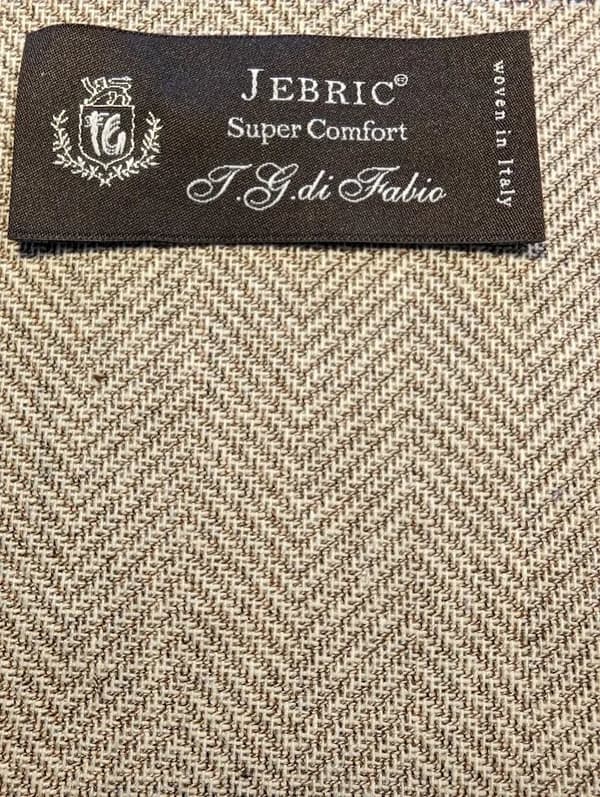 JEBRIC®
Super Comfort
T.G.di Fabio
woven in Italy